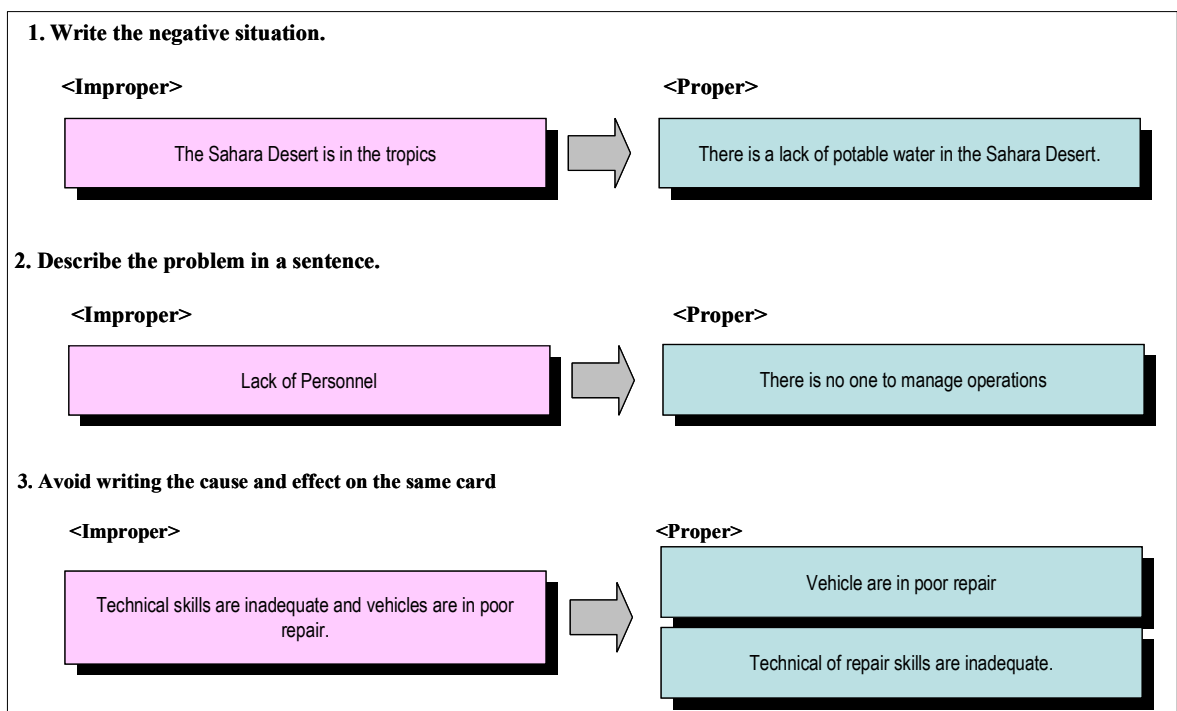 1. Write the negative situation.
<Improper>
<Proper>
The Sahara Desert is in the tropics
There is a lack of potable water in the Sahara Desert.
2. Describe the problem in a sentence.
<Improper>
<Proper>
Lack of Personnel
There is no one to manage operations
3. Avoid writing the cause and effect on the same card
<Improper>
<Proper>
Technical skills are inadequate and vehicles are in poor
repair.
Vehicle are in poor repair
Technical of repair skills are inadequate.